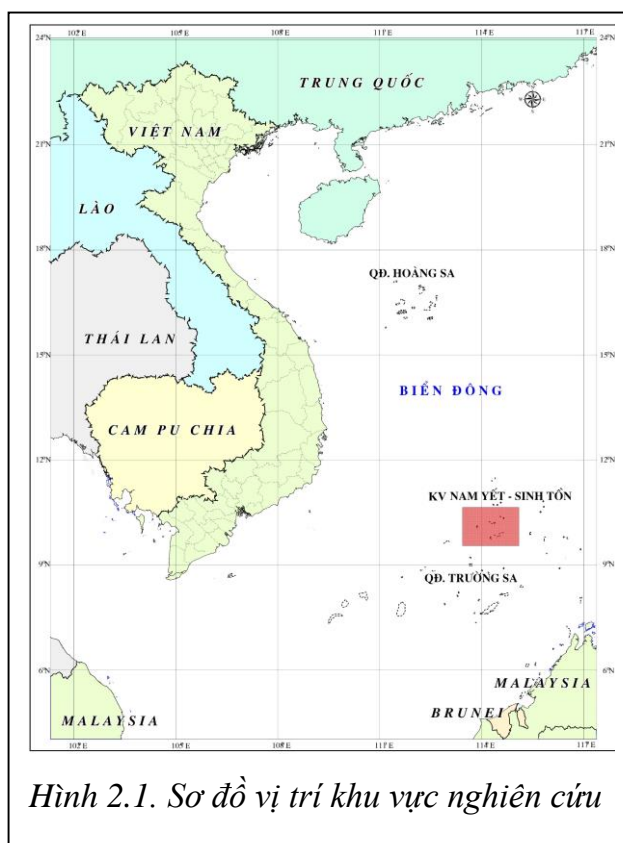 102°E 105°E 108°E 111°E 114°E 117°E
24°N 24°N
TRUNG QUỐC
VIỆT NAM
21°N 21°N
LÀO
18°N 18°N
QĐ. HOÀNG SA
THÁI LAN
15°N 15°N
BIỂN ĐÔNG
CAM PU CHIA
12°N 12°N
KV NAM YẾT - SINH TỒN
9°N 9°N
QĐ. TRƯỜNG SA
6°N 6°N
MALAYSIA
BRUNEI
MALAYSIA
102°E 105°E 108°E 111°E 114°E 117°E
Hình 2.1. Sơ đồ vị trí khu vực nghiên cứu